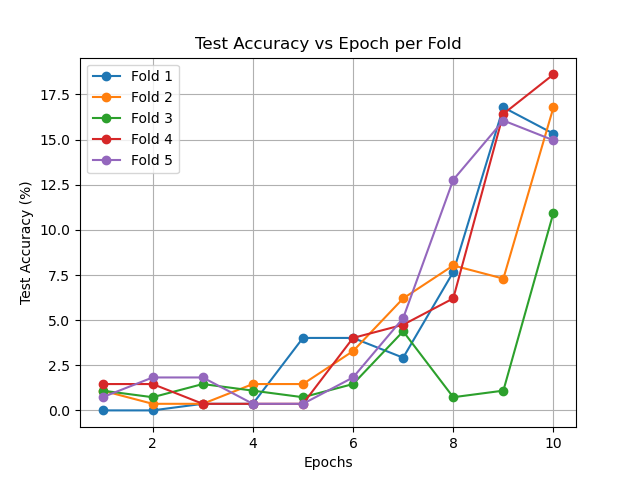 Test Accuracy vs Epoch per Fold
Fold 1
Fold 2
Fold 3
Fold 4
Fold 5
Test Accuracy (%)
17.5
15.0
12.5
10.0
7.5
5.0
2.5
0.0
2 4 6 8 10
Epochs